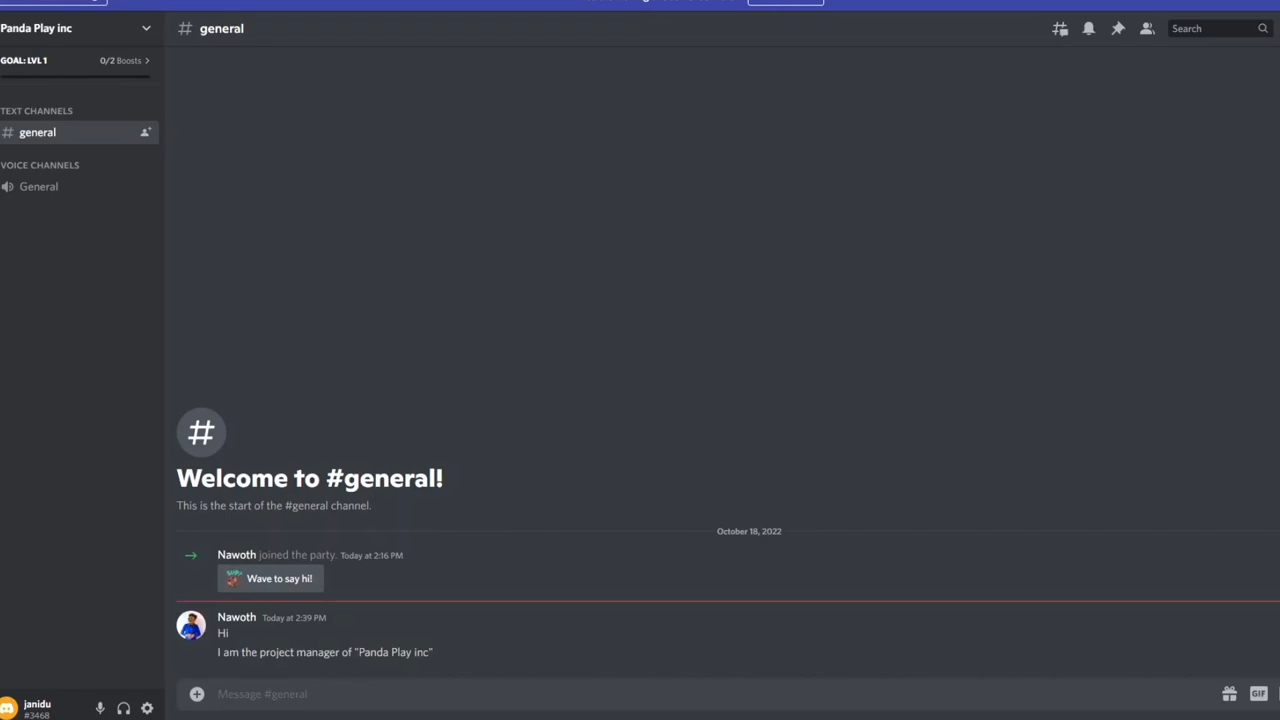 Panda Play inc
# general
Search
GOAL: LVL 1
0/2 Boosts
TEXT CHANNELS
general
VOICE CHANNELS
General
#
Welcome to #general!
This is the start of the #general channel.
October 18, 2022
Nawoth joined the party. Today at 2:16 PM
Wave to say hi!
Nawoth Today at 2:39 PM
Hi
I am the project manager of "Panda Play inc"
Message #general
GIF
janidu
#3468